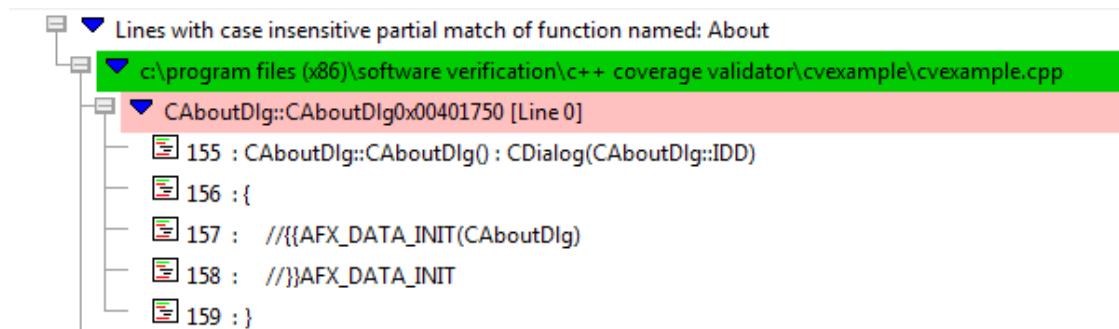 Lines with case insensitive partial match of function named: About
c:\program files (x86)\software verification\c++ coverage validator\cvexample\cvexample.cpp
CAboutDlg::CAboutDlg0x00401750 [Line 0]
155 : CAboutDlg::CAboutDlg() : CDialog(CAboutDlg::IDD)
156 : {
157 : //{{AFX_DATA_INIT(CAboutDlg)
158 : //}}AFX_DATA_INIT
159 : }